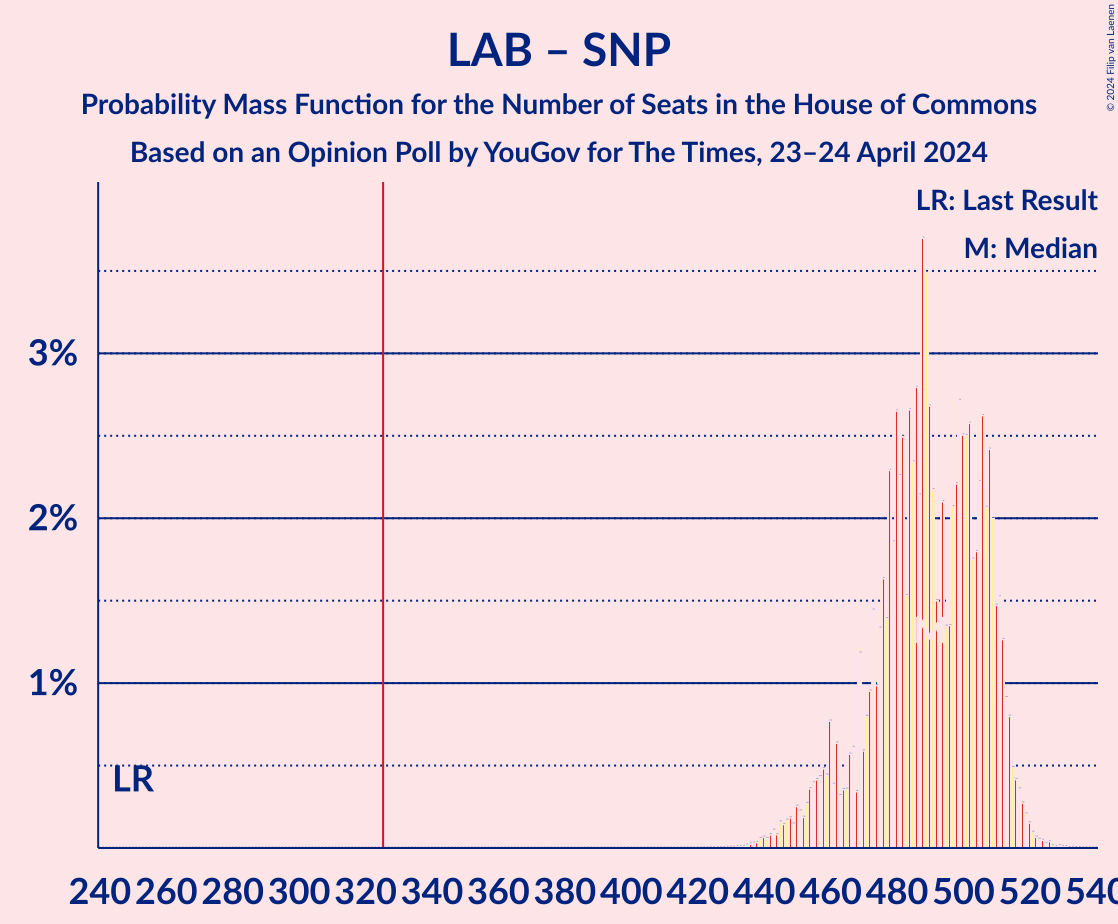 LAB – SNP
Probability Mass Function for the Number of Seats in the House of Commons
Based on an Opinion Poll by YouGov for The Times, 23–24 April 2024
© 2024 Filip van Laenen
LR: Last Result
M: Median
3%
2%
1%
LR
240 260 280 300 320 340 360 380 400 420 440 460 480 500 520 540